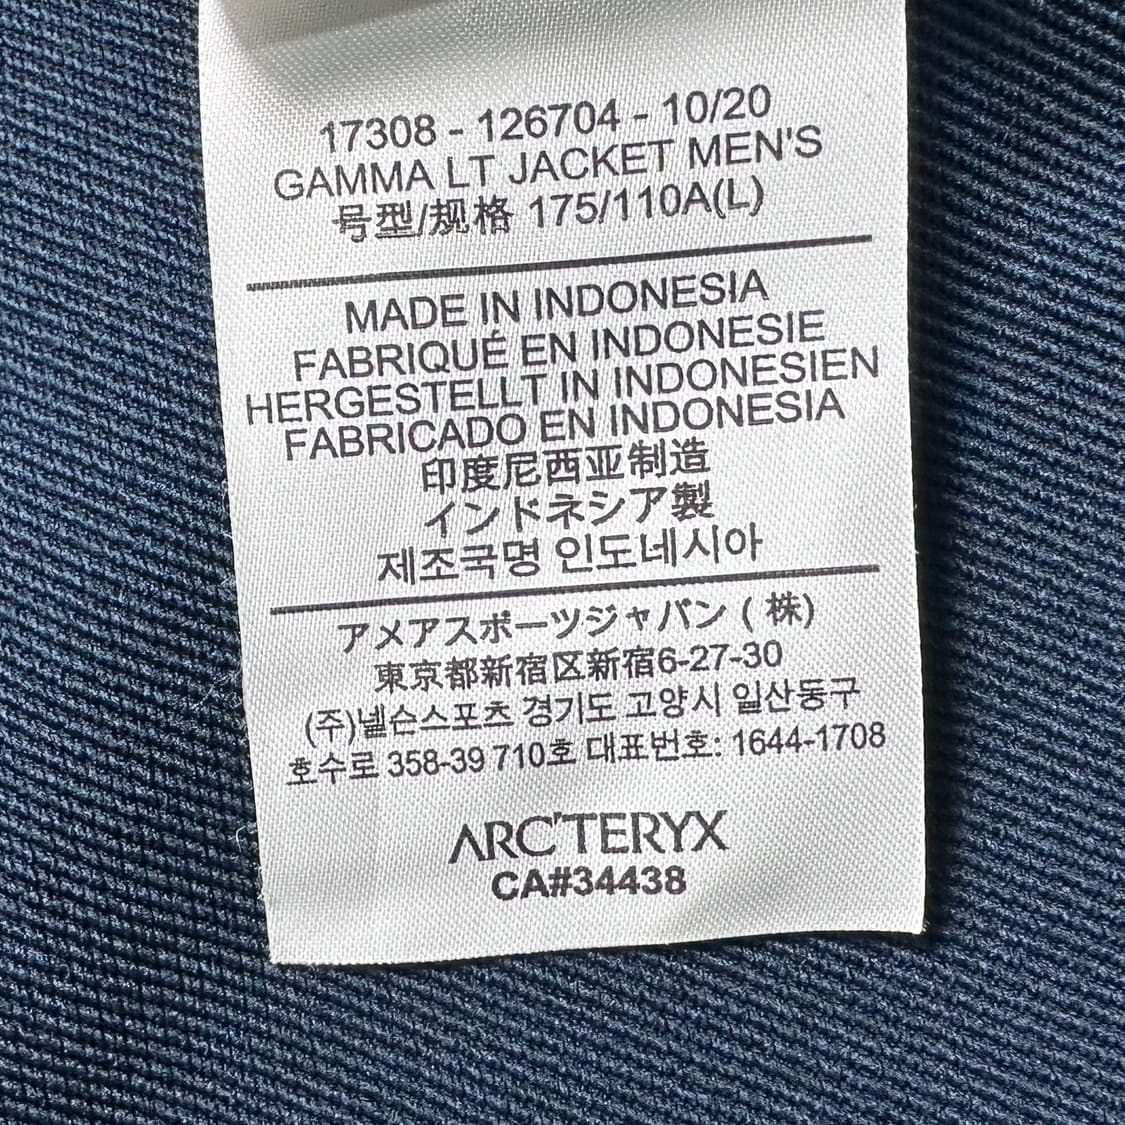 17308 - 126704 - 10/20
GAMMA LT JACKET MEN'S
号型/规格 175/110A(L)
MADE IN INDONESIA
FABRIQUÉ EN INDONESIE
HERGESTELLT IN INDONESIEN
FABRICADO EN INDONESIA
印度尼西亚制造
インドネシア製
제조국명 인도네시아
アメアスポーツジャパン ( 株)
東京都新宿区新宿6-27-30
(주)넬슨스포츠 경기도 고양시 일산동구
호수로 358-39 710호 대표번호: 1644-1708
ARC'TERYX
CA#34438